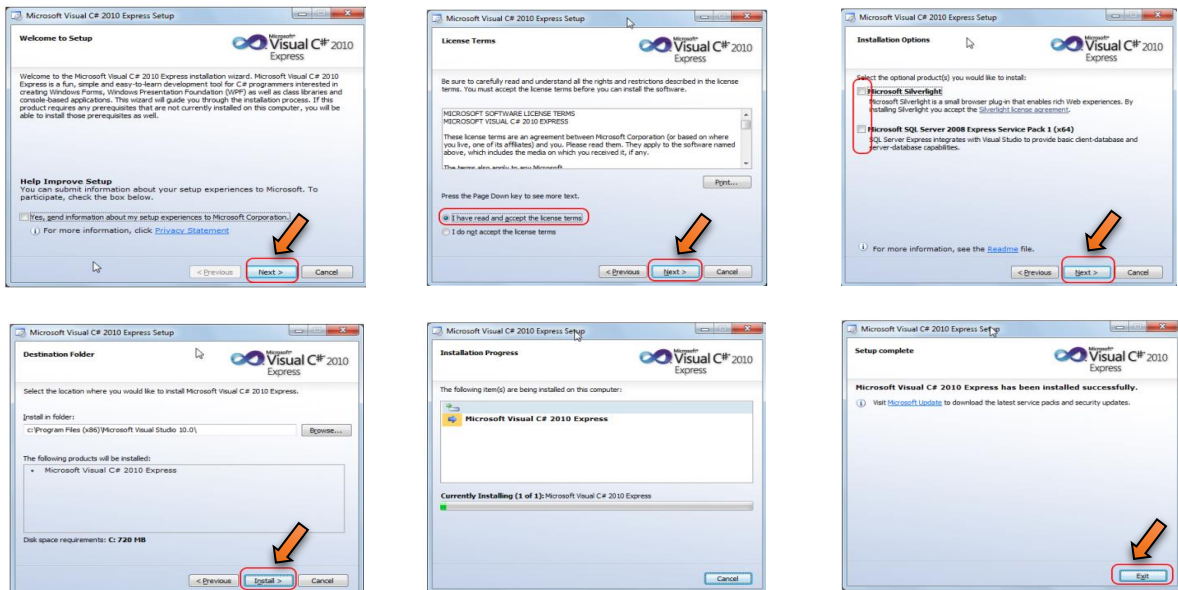 Microsoft Visual C# 2010 Express Setup
Welcome to Setup
Microsoft®
Visual C#® 2010
Express
Welcome to the Microsoft Visual C# 2010 Express installation wizard. Microsoft Visual C# 2010
Express is a fun, simple and easy-to-learn development tool for C# programmers interested in
creating Windows Forms, Windows Presentation Foundation (WPF) as well as class libraries and
console-based applications. This wizard will guide you through the installation process. If this
product requires any prerequisites that are not currently installed on this computer, you will be
able to install those prerequisites as well.
Help Improve Setup
You can submit information about your setup experiences to Microsoft. To
participate, check the box below.
Yes, send information about my setup experiences to Microsoft Corporation.
For more information, click Privacy Statement
< Previous
Next >
Cancel
Microsoft Visual C# 2010 Express Setup
License Terms
Microsoft®
Visual C#® 2010
Express
Be sure to carefully read and understand all the rights and restrictions described in the license
terms. You must accept the license terms before you can install the software.
MICROSOFT SOFTWARE LICENSE TERMS
MICROSOFT VISUAL C# 2010 EXPRESS
These license terms are an agreement between Microsoft Corporation (or based on where
you live, one of its affiliates) and you. Please read them. They apply to the software named
above, which includes the media on which you received it, if any.
The terms also apply to any Microsoft
Print...
Press the Page Down key to see more text.
I have read and accept the license terms
I do not accept the license terms
< Previous
Next >
Cancel
Microsoft Visual C# 2010 Express Setup
Installation Options
Microsoft®
Visual C#® 2010
Express
Select the optional product(s) you would like to install:
Microsoft Silverlight
Microsoft Silverlight is a small browser plug-in that enables rich Web experiences. By
installing Silverlight you accept the Silverlight license agreement.
Microsoft SQL Server 2008 Express Service Pack 1 (x64)
SQL Server Express integrates with Visual Studio to provide basic client-database and
server-database capabilities.
For more information, see the Readme file.
< Previous
Next >
Cancel
Microsoft Visual C# 2010 Express Setup
Destination Folder
Microsoft®
Visual C#® 2010
Express
Select the location where you would like to install Microsoft Visual C# 2010 Express.
Install in folder:
c:\Program Files (x86)\Microsoft Visual Studio 10.0\
Browse...
The following products will be installed:
• Microsoft Visual C# 2010 Express
Disk space requirements: C: 720 MB
< Previous
Install >
Cancel
Microsoft Visual C# 2010 Express Setup
Installation Progress
Microsoft®
Visual C#® 2010
Express
The following item(s) are being installed on this computer:
Microsoft Visual C# 2010 Express
Currently Installing (1 of 1): Microsoft Visual C# 2010 Express
Cancel
Microsoft Visual C# 2010 Express Setup
Setup complete
Microsoft®
Visual C#® 2010
Express
Microsoft Visual C# 2010 Express has been installed successfully.
Visit Microsoft Update to download the latest service packs and security updates.
Exit